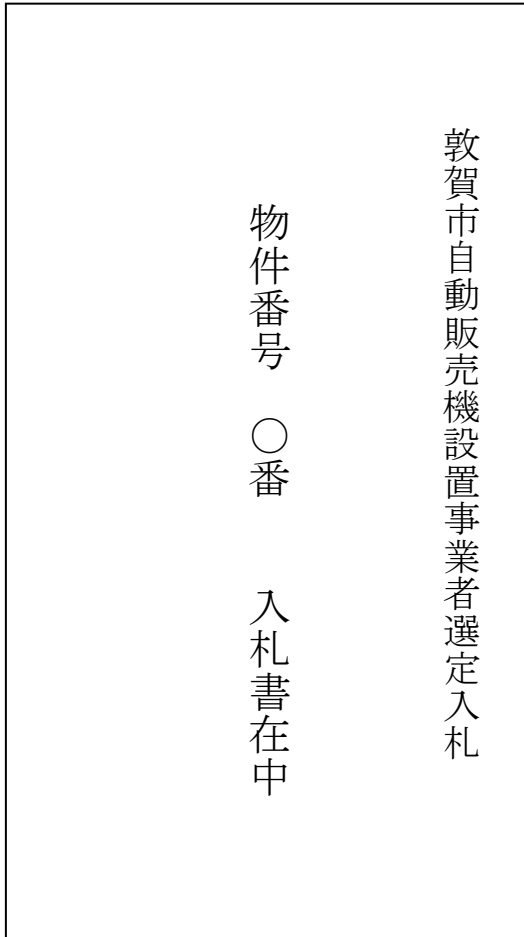 敦賀市自動販売機設置事業者選定入札
物件番号　〇番　　入札書在中